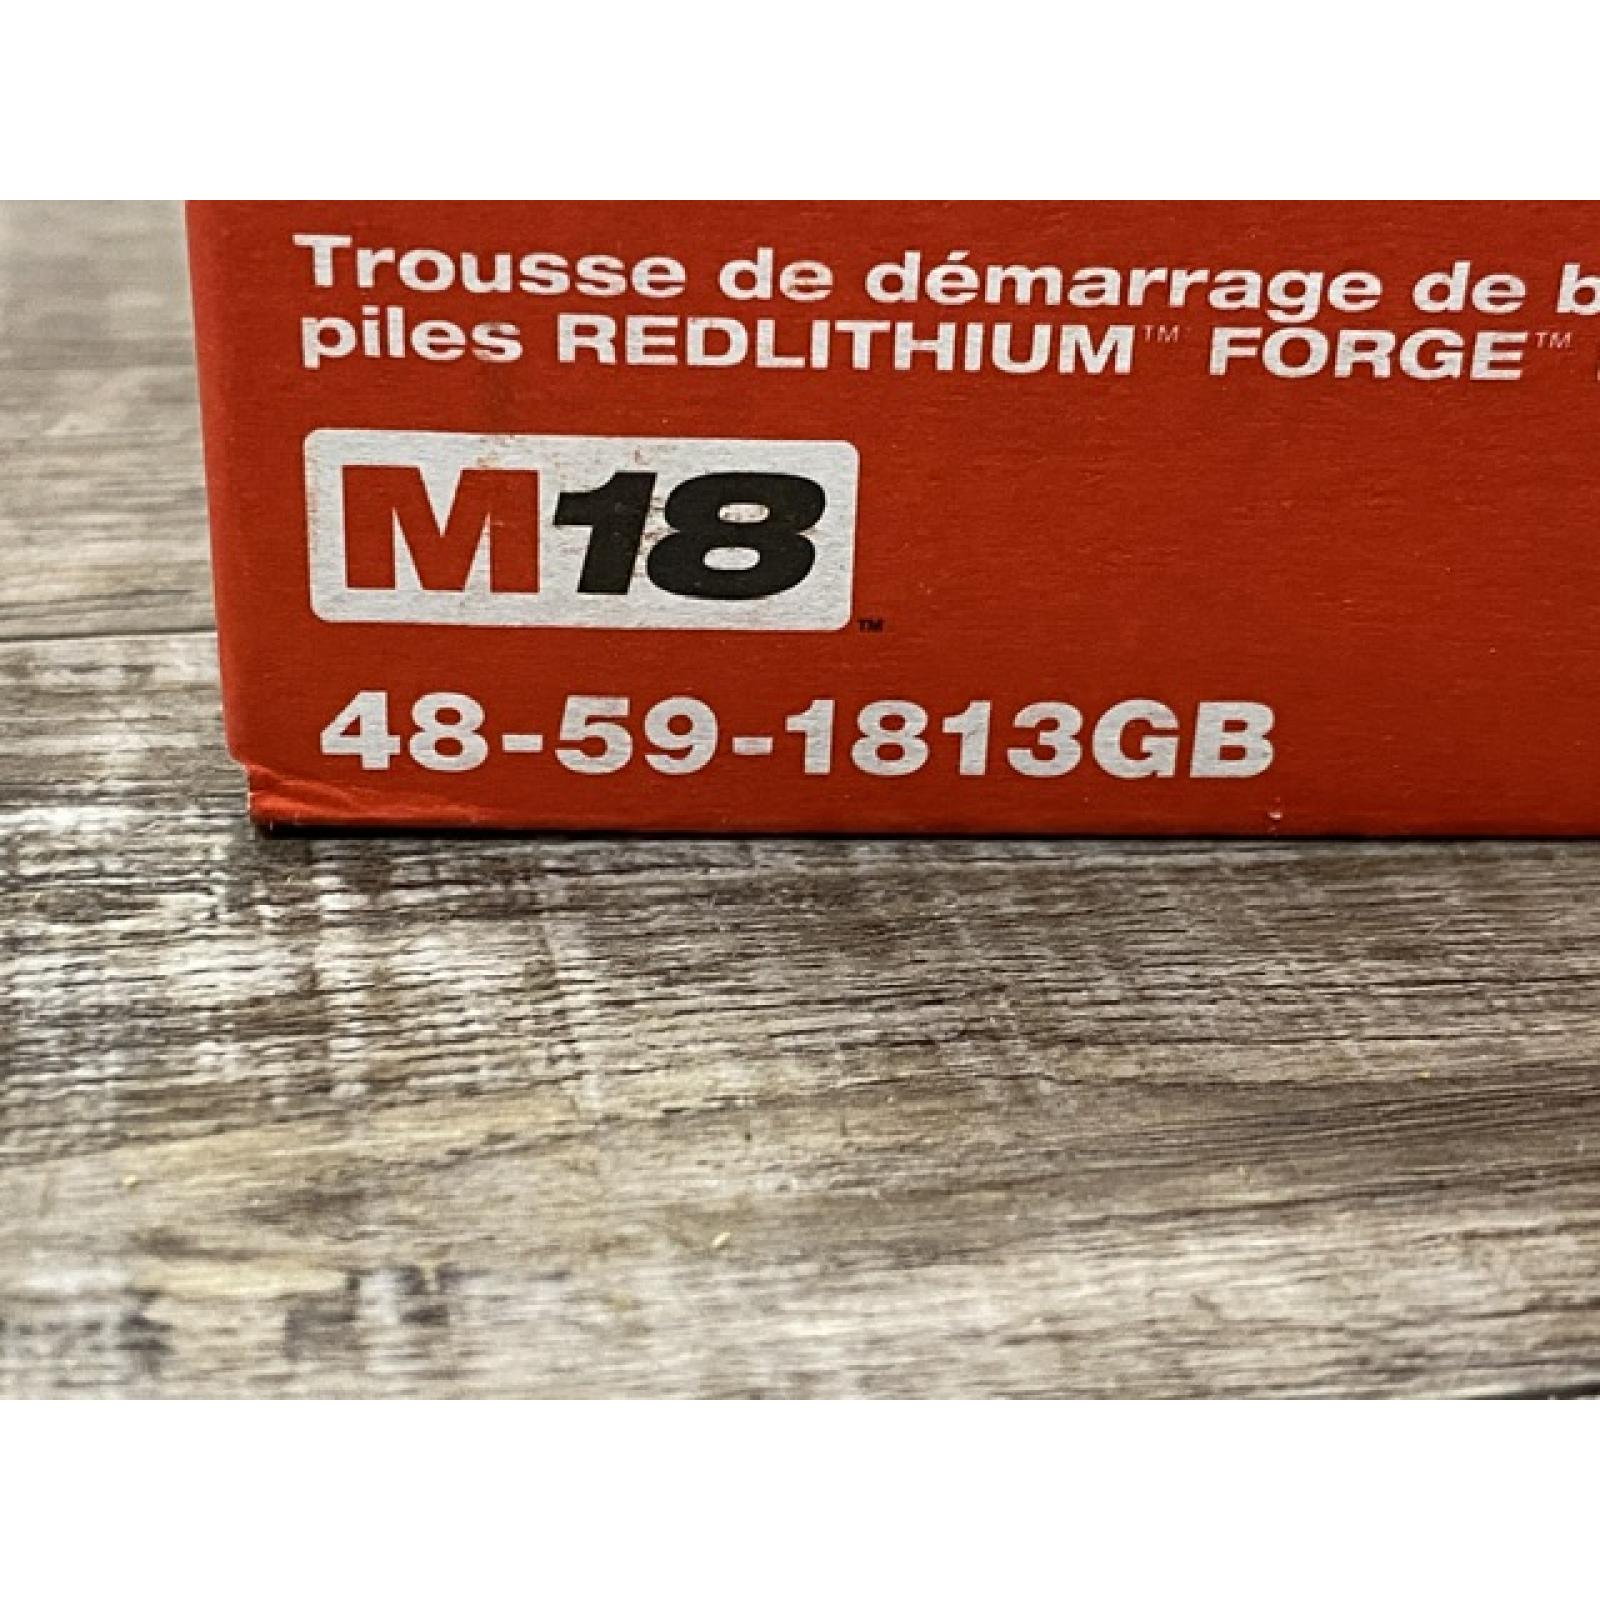 Trousse de démarrage de
piles REDLITHIUM™ FORGE™
M18™
48-59-1813GB